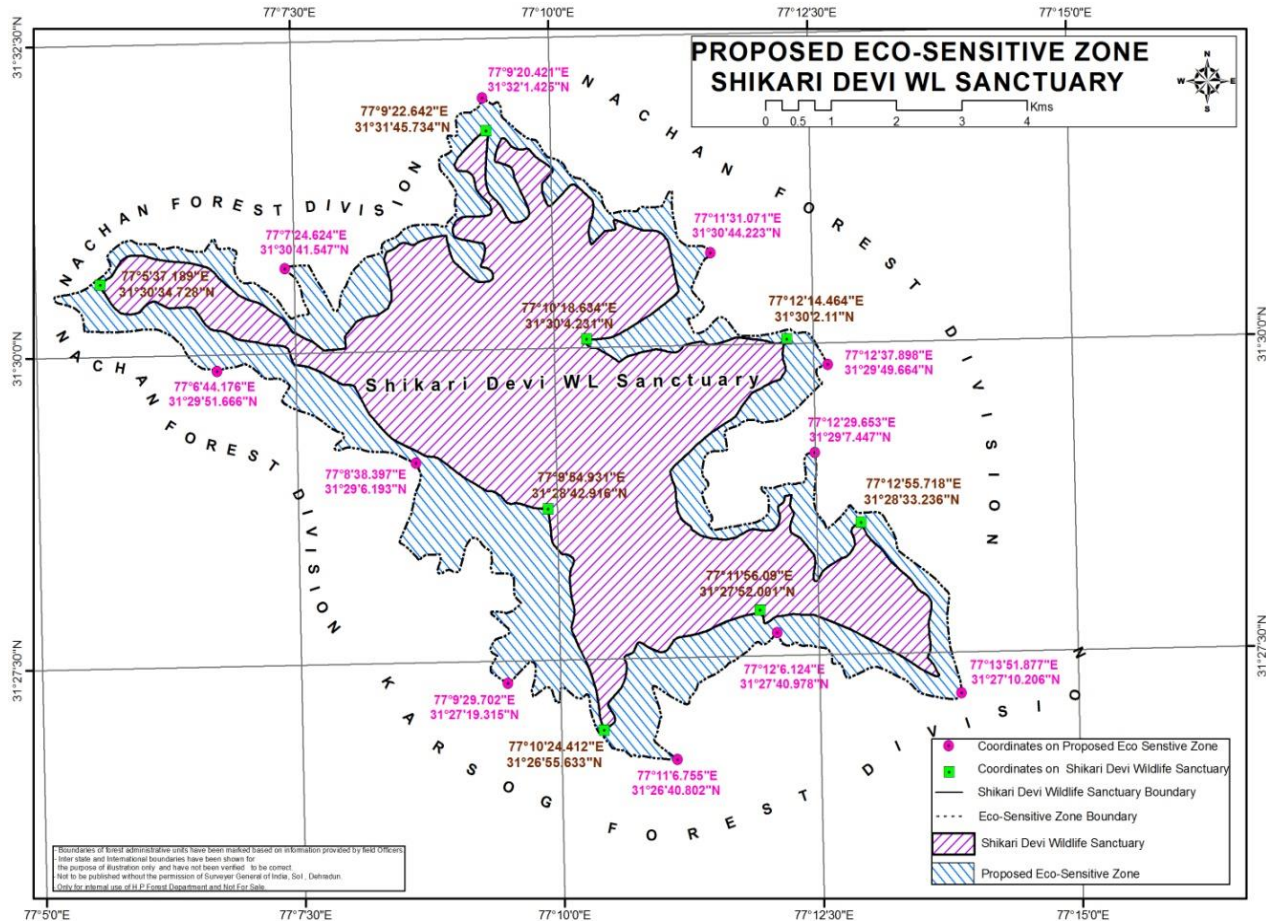 77°7'30"E
77°10'0"E
77°12'30"E
77°15'0"E
31°32'30"N
31°30'0"N
31°27'30"N
PROPOSED ECO-SENSITIVE ZONE
SHIKARI DEVI WL SANCTUARY
N
W E
S
Kms
0 0.5 1 2 3 4
77°9'20.421"E
31°32'1.425"N
77°9'22.642"E
31°31'45.734"N
NACHAN FOREST DIVISION
NACHAN FOREST DIVISION
77°7'24.624"E
31°30'41.547"N
77°11'31.071"E
31°30'44.223"N
77°5'37.189"E
31°30'34.728"N
77°10'18.634"E
31°30'4.231"N
77°12'14.464"E
31°30'2.11"N
77°12'37.898"E
31°29'49.664"N
77°6'44.176"E
31°29'51.666"N
NACHAN FOREST DIVISION
Shikari Devi WL Sanctuary
77°12'29.653"E
31°29'7.447"N
77°8'38.397"E
31°29'6.193"N
77°9'54.931"E
31°28'42.916"N
77°12'55.718"E
31°28'33.236"N
77°11'56.09"E
31°27'52.001"N
77°12'6.124"E
31°27'40.978"N
77°13'51.877"E
31°27'10.206"N
77°9'29.702"E
31°27'19.315"N
77°10'24.412"E
31°26'55.633"N
77°11'6.755"E
31°26'40.802"N
KARSOG FOREST DIVISION
Coordinates on Proposed Eco Senstive Zone
Coordinates on Shikari Devi Wildlife Sanctuary
Shikari Devi Wildlife Sanctuary Boundary
Eco-Sensitive Zone Boundary
Shikari Devi Wildlife Sanctuary
Proposed Eco-Sensitive Zone
- Boundaries of forest administrative units have been marked based on information provided by field Officers.
- Inter state and International boundaries have been shown for
the purpose of illustration only and have not been verified to be correct.
- Not to be published without the permission of Surveyor General of India, SoI , Dehradun.
- Only for internal use of H.P Forest Department and Not For Sale.
31°30'0"N
31°27'30"N
77°5'0"E
77°7'30"E
77°10'0"E
77°12'30"E
77°15'0"E